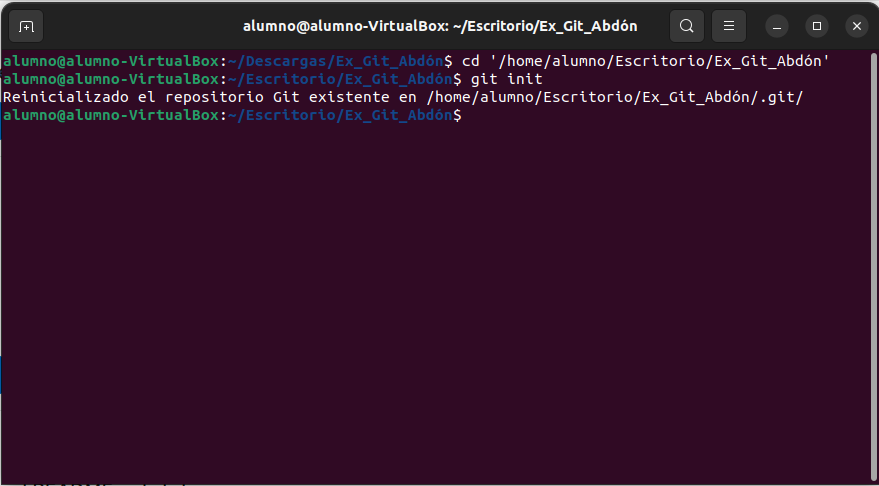 alumno@alumno-VirtualBox: ~/Escritorio/Ex_Git_Abdón
alumno@alumno-VirtualBox:~/Descargas/Ex_Git_Abdón$ cd '/home/alumno/Escritorio/Ex_Git_Abdón'
alumno@alumno-VirtualBox:~/Escritorio/Ex_Git_Abdón$ git init
Reinicializado el repositorio Git existente en /home/alumno/Escritorio/Ex_Git_Abdón/.git/
alumno@alumno-VirtualBox:~/Escritorio/Ex_Git_Abdón$